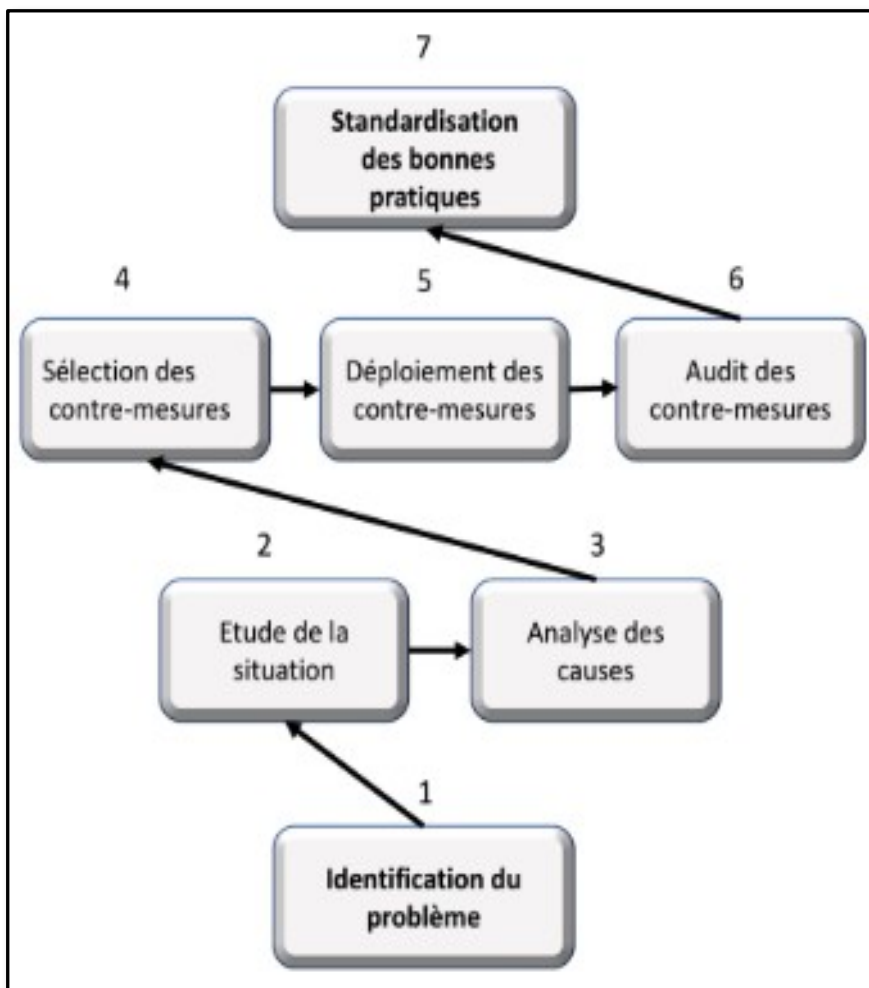 7
Standardisation
des bonnes
pratiques
4
5
6
Sélection des
contre-mesures
Déploiement des
contre-mesures
Audit des
contre-mesures
2
3
Etude de la
situation
Analyse des
causes
1
Identification du
problème